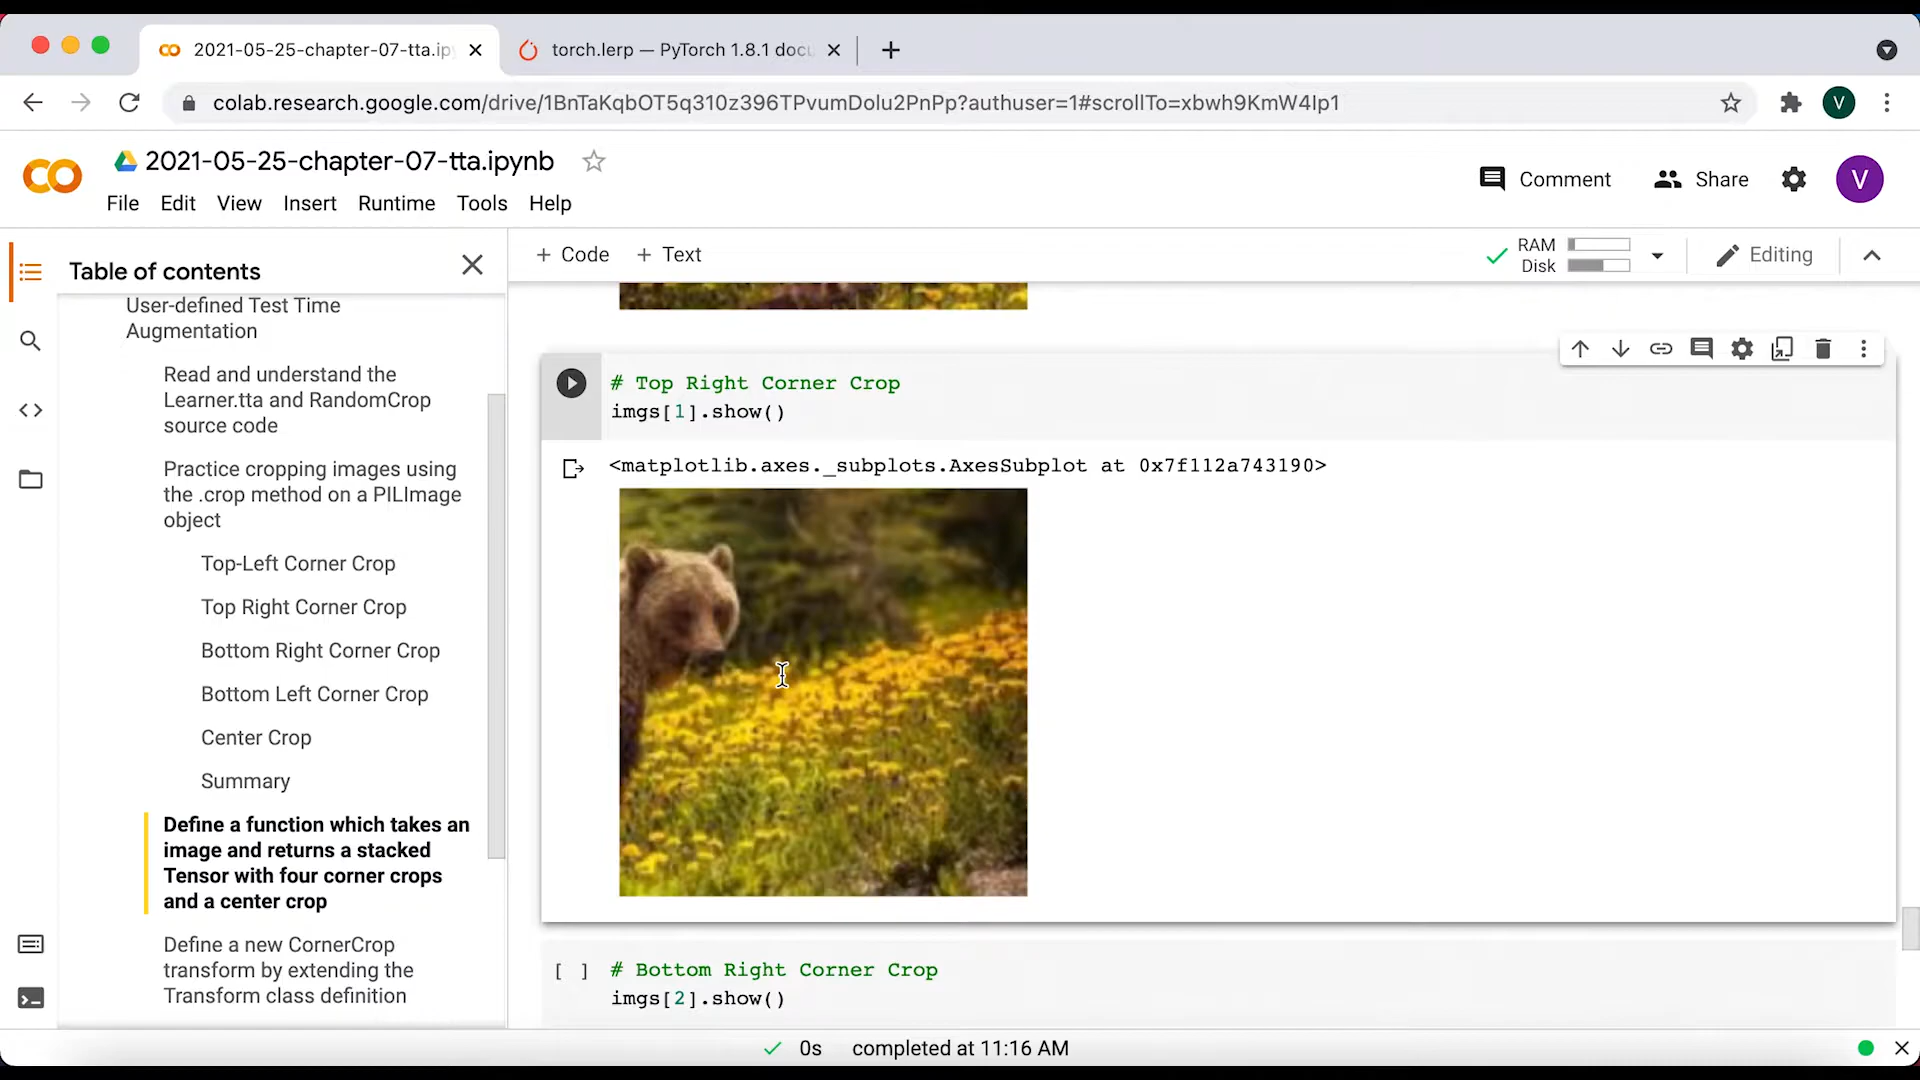 2021-05-25-chapter-07-tta.ip
torch.lerp — PyTorch 1.8.1 docu
colab.research.google.com/drive/1BnTaKqbOT5q310z396TPvumDolu2PnPp?authuser=1#scrollTo=xbwh9KmW4Ip1
V
2021-05-25-chapter-07-tta.ipynb
Comment
Share
V
File Edit View Insert Runtime Tools Help
Table of contents
+ Code + Text
RAM
Disk
Editing
User-defined Test Time
Augmentation
Read and understand the
Learner.tta and RandomCrop
source code
Practice cropping images using
the .crop method on a PILImage
object
Top-Left Corner Crop
Top Right Corner Crop
Bottom Right Corner Crop
Bottom Left Corner Crop
Center Crop
Summary
Define a function which takes an
image and returns a stacked
Tensor with four corner crops
and a center crop
Define a new CornerCrop
transform by extending the
Transform class definition
# Top Right Corner Crop
imgs[1].show()
<matplotlib.axes._subplots.AxesSubplot at 0x7f112a743190>
[ ] # Bottom Right Corner Crop
imgs[2].show()
0s completed at 11:16 AM